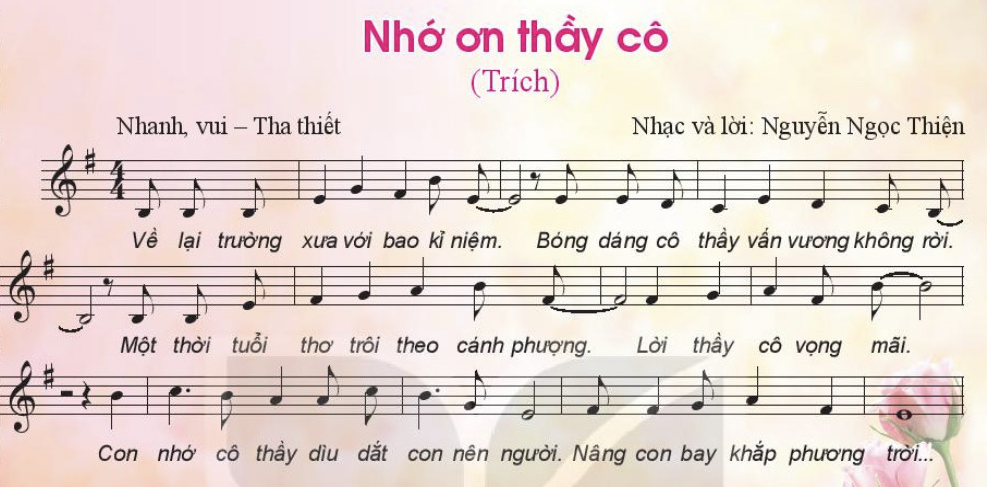 Nhớ ơn thầy cô
(Trích)
Nhanh, vui – Tha thiết
Nhạc và lời: Nguyễn Ngọc Thiện
4
4
Về lại trường xưa với bao kỉ niệm. Bóng dáng cô thầy vấn vương không rời.
Một thời tuổi thơ trôi theo cánh phượng. Lời thầy cô vọng mãi.
Con nhớ cô thầy dìu dắt con nên người. Nâng con bay khắp phương trời...